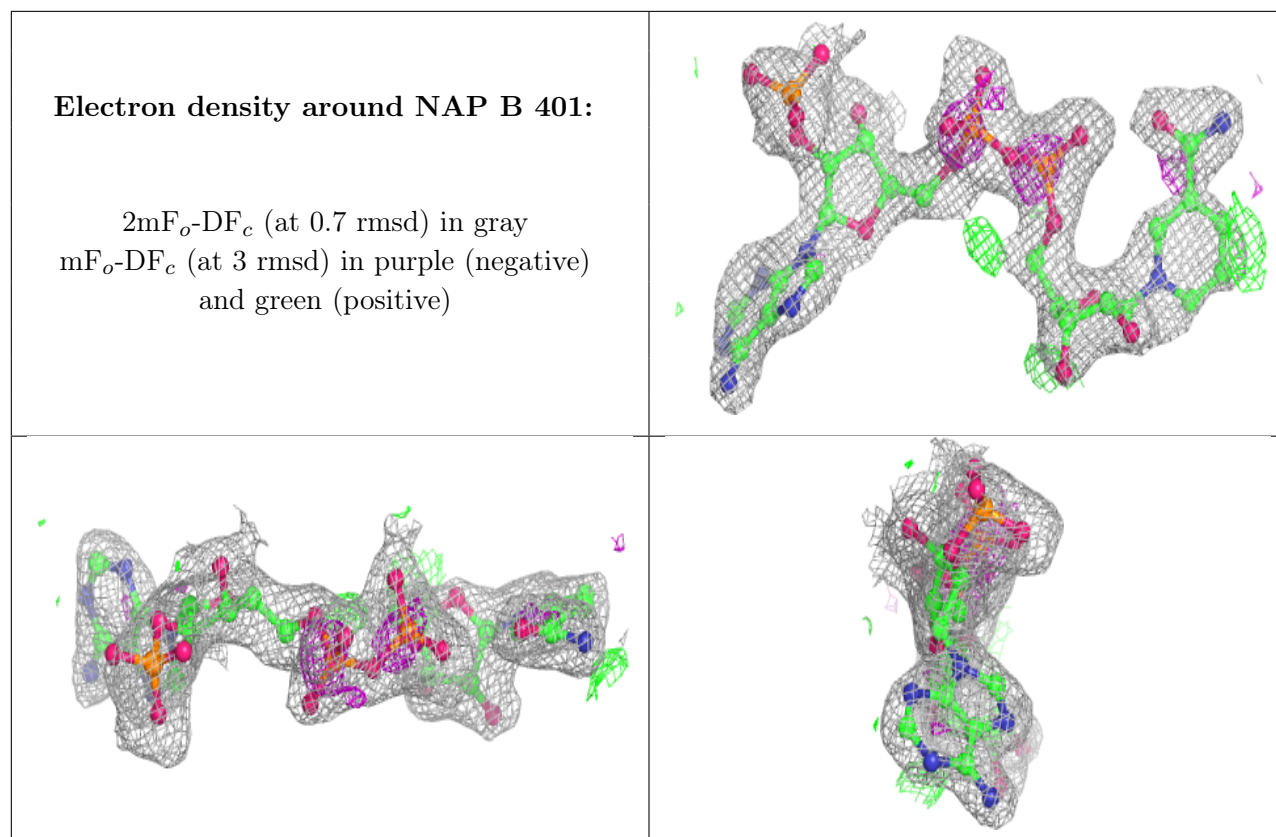 Electron density around NAP B 401:
2mFo-DFc (at 0.7 rmsd) in gray
mFo-DFc (at 3 rmsd) in purple (negative)
and green (positive)